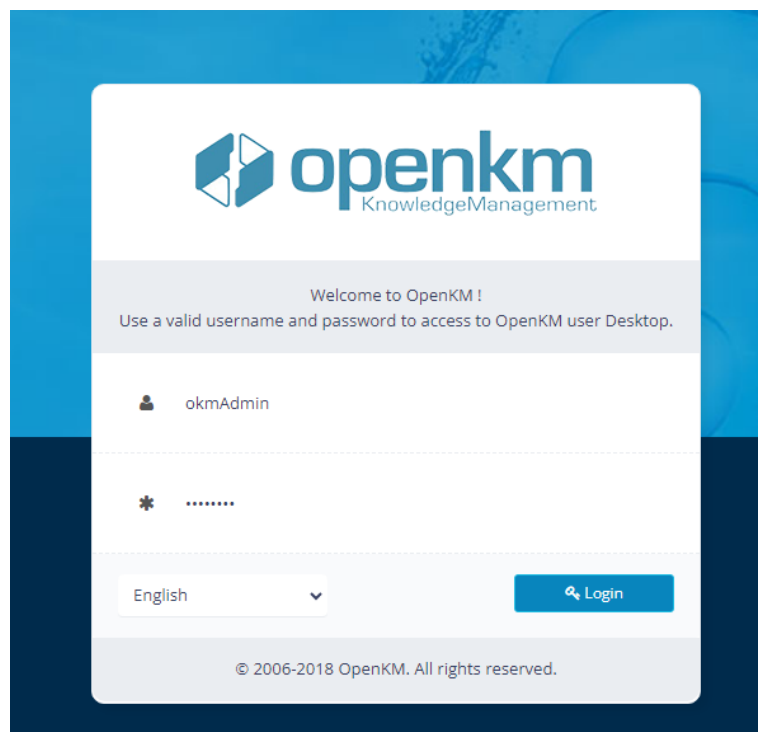 openkm
KnowledgeManagement
Welcome to OpenKM !
Use a valid username and password to access to OpenKM user Desktop.
okmAdmin
••••••••
English
Login
© 2006-2018 OpenKM. All rights reserved.